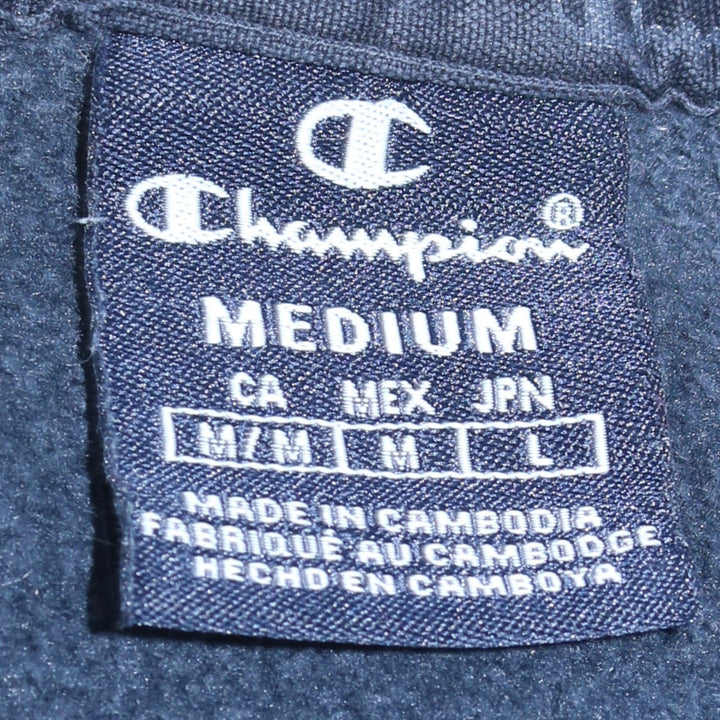 Champion®
MEDIUM
CA MEX JPN
M/M M L
MADE IN CAMBODIA
FABRIQUÉ AU CAMBODGE
HECHO EN CAMBOYA